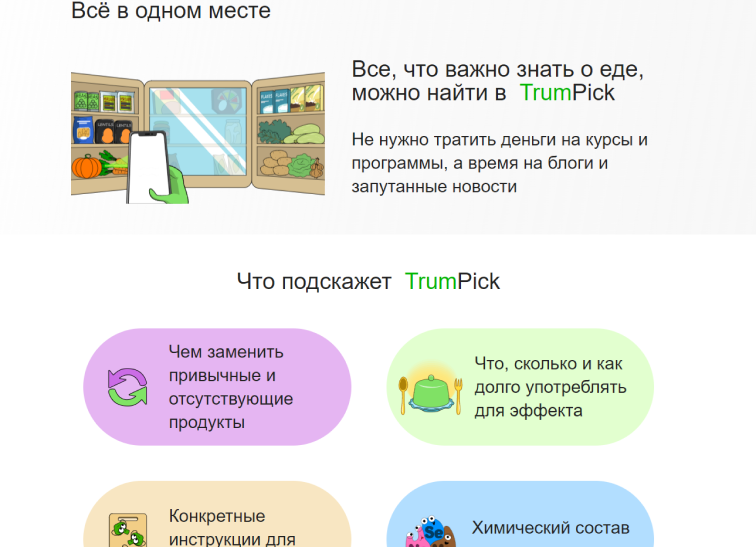 Всё в одном месте
Все, что важно знать о еде,
можно найти в TrumPick
Не нужно тратить деньги на курсы и
программы, а время на блоги и
запутанные новости
Что подскажет TrumPick
Чем заменить
привычные и
отсутствующие
продукты
Что, сколько и как
долго употреблять
для эффекта
Конкретные
инструкции для
Se
Химический состав